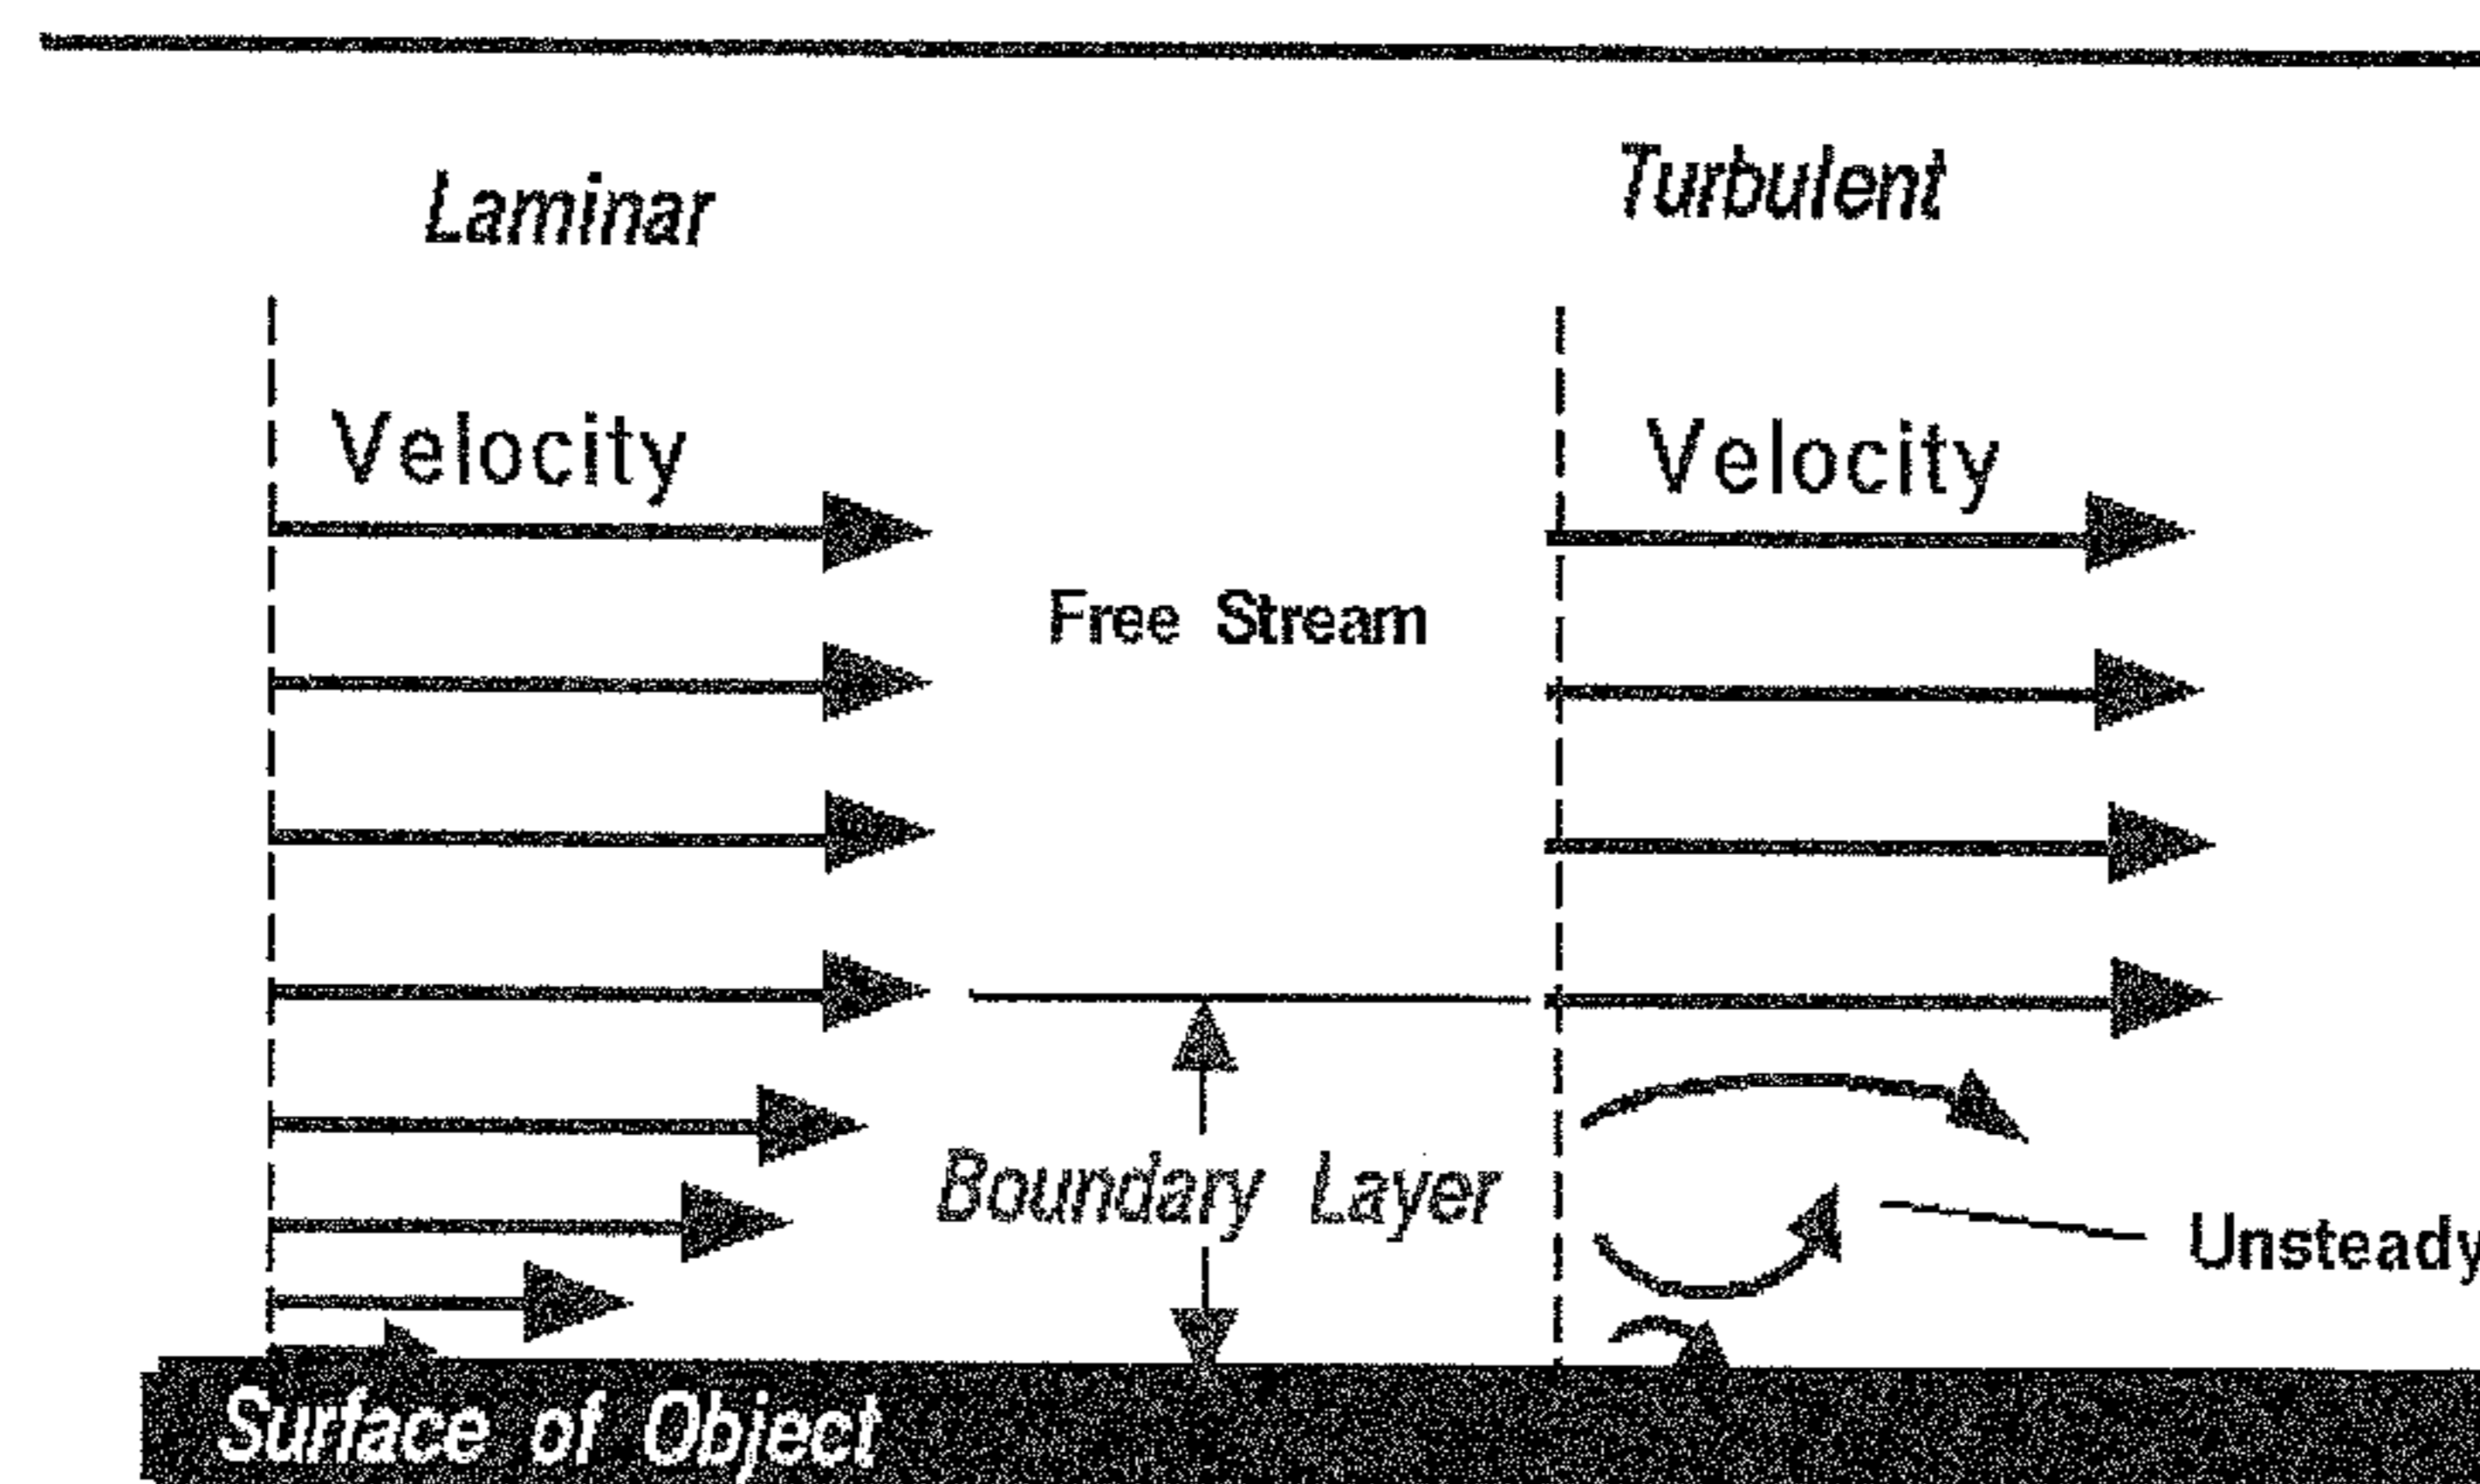 Laminar
Turbulent
Velocity
Velocity
Free Stream
Boundary Layer
Unsteady
Surface of Object